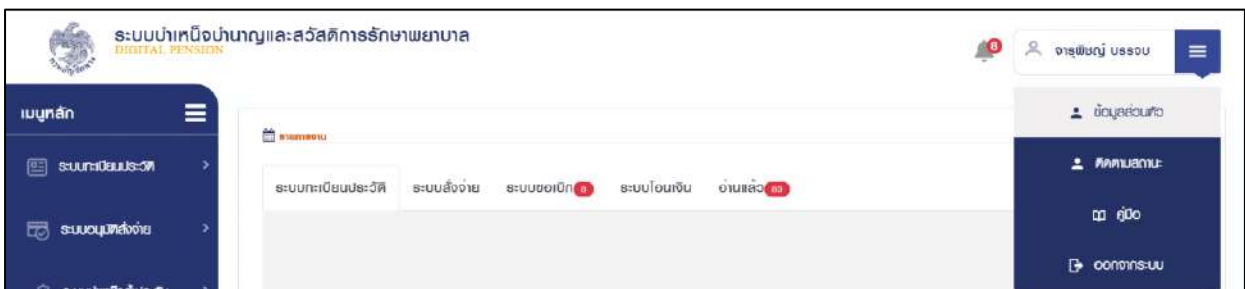 ระบบบำเหน็จบำนาญและสวัสดิการรักษาพยาบาล
DIGITAL PENSION
8
จารุพิชญ์ บรรจบ
เมนูหลัก
ข้อมูลส่วนตัว
ระบบทะเบียนประวัติ
ติดตามสถานะ
ระบบทะเบียนประวัติ ระบบสั่งจ่าย ระบบขอเบิก 8 ระบบโอนเงิน อ่านแล้ว 83
คู่มือ
ระบบอนุมัติสั่งจ่าย
ออกจากระบบ